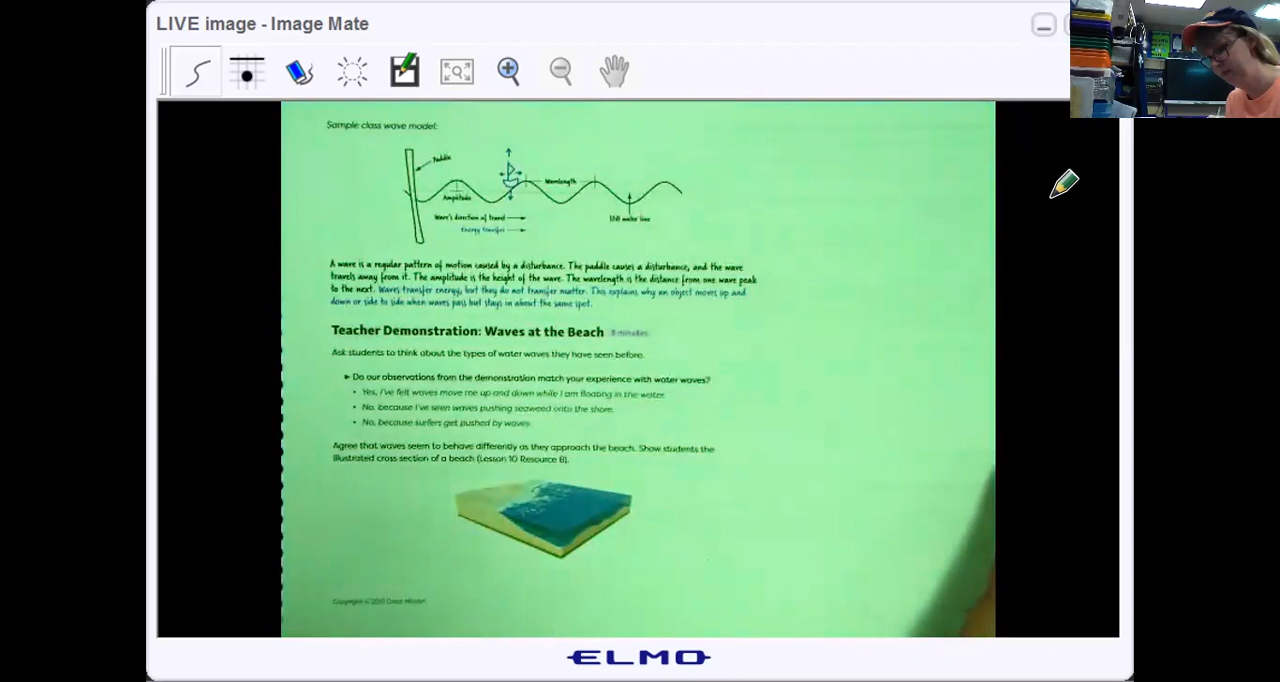 LIVE image - Image Mate
Sample class wave model:
Paddle
Wavelength
Amplitude
Wave's direction of travel
Still water line
Energy transfer
A wave is a regular pattern of motion caused by a disturbance. The paddle causes a disturbance, and the wave
travels away from it. The amplitude is the height of the wave. The wavelength is the distance from one wave peak
to the next. Waves transfer energy, but they do not transfer matter. This explains why an object moves up and
down or side to side when waves pass but stays in about the same spot.
Teacher Demonstration: Waves at the Beach minutes
Ask students to think about the types of water waves they have seen before.
▶ Do our observations from the demonstration match your experience with water waves?
• Yes, I've felt waves move me up and down while I am floating in the water.
• No, because I've seen waves pushing seaweed onto the shore.
• No, because surfers get pushed by waves.
Agree that waves seem to behave differently as they approach the beach. Show students the
illustrated cross section of a beach (Lesson 10 Resource B).
Copyright © Great Minds
ELMO